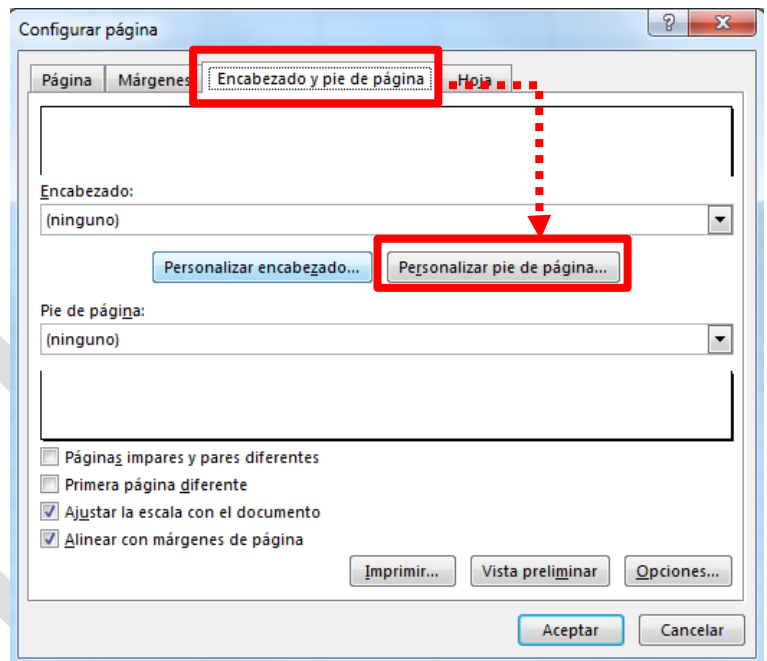 Configurar página
Página Márgenes Encabezado y pie de página Hoja
Encabezado:
(ninguno)
Personalizar encabezado... Personalizar pie de página...
Pie de página:
(ninguno)
Páginas impares y pares diferentes
Primera página diferente
Ajustar la escala con el documento
Alinear con márgenes de página
Imprimir... Vista preliminar Opciones...
Aceptar Cancelar